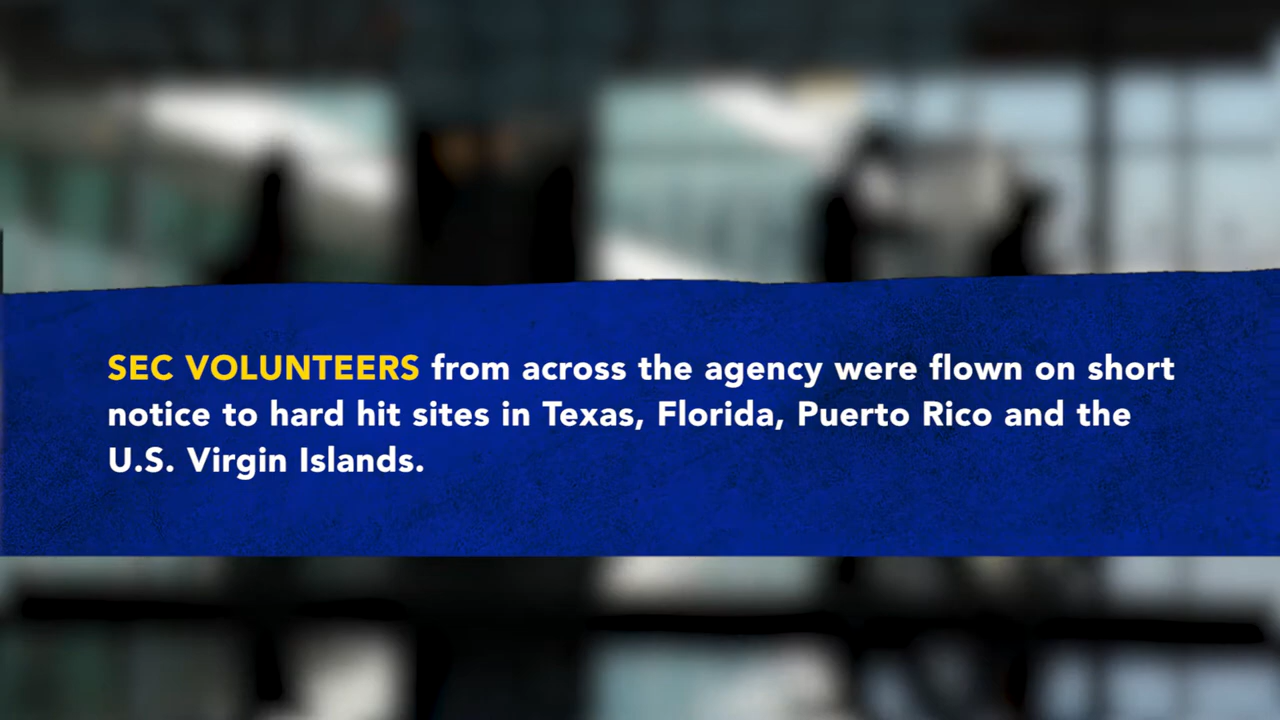 SEC VOLUNTEERS from across the agency were flown on short
notice to hard hit sites in Texas, Florida, Puerto Rico and the
U.S. Virgin Islands.